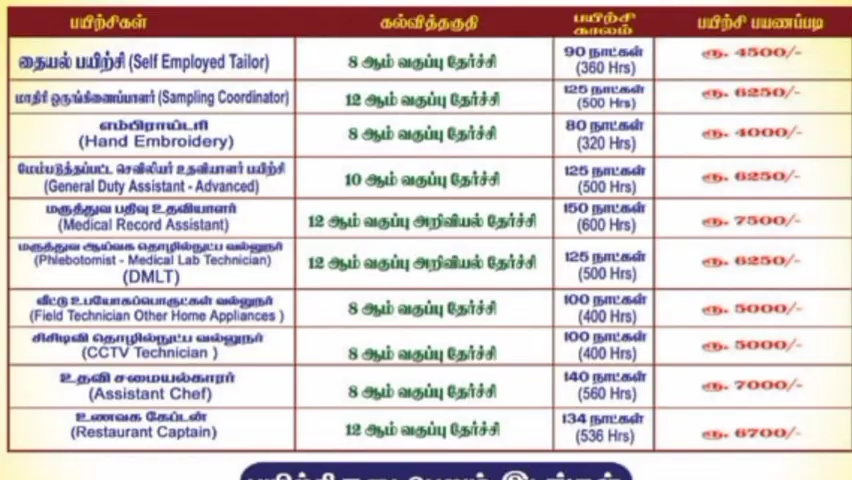 பயிற்சிகள் கல்வித்தகுதி பயிற்சி காலம் பயிற்சி பயணப்படி
தையல் பயிற்சி (Self Employed Tailor) 8 ஆம் வகுப்பு தேர்ச்சி 90 நாட்கள் (360 Hrs) ரூ. 4500/-
மாதிரி ஒருங்கிணைப்பாளர் (Sampling Coordinator) 12 ஆம் வகுப்பு தேர்ச்சி 125 நாட்கள் (500 Hrs) ரூ. 6250/-
எம்பிராய்டரி (Hand Embroidery) 8 ஆம் வகுப்பு தேர்ச்சி 80 நாட்கள் (320 Hrs) ரூ. 4000/-
மேம்படுத்தப்பட்ட செவிலியர் உதவியாளர் பயிற்சி (General Duty Assistant - Advanced) 10 ஆம் வகுப்பு தேர்ச்சி 125 நாட்கள் (500 Hrs) ரூ. 6250/-
மருத்துவ பதிவு உதவியாளர் (Medical Record Assistant) 12 ஆம் வகுப்பு அறிவியல் தேர்ச்சி 150 நாட்கள் (600 Hrs) ரூ. 7500/-
மருத்துவ ஆய்வக தொழில்நுட்ப வல்லுநர் (Phlebotomist - Medical Lab Technician) DMLT) 12 ஆம் வகுப்பு அறிவியல் தேர்ச்சி 125 நாட்கள் (500 Hrs) ரூ. 6250/-
வீட்டு உபயோகப்பொருட்கள் வல்லுநர் (Field Technician Other Home Appliances ) 8 ஆம் வகுப்பு தேர்ச்சி 100 நாட்கள் (400 Hrs) ரூ. 5000/-
சிசிடிவி தொழில்நுட்ப வல்லுநர் (CCTV Technician ) 8 ஆம் வகுப்பு தேர்ச்சி 100 நாட்கள் (400 Hrs) ரூ. 5000/-
உதவி சமையல்காரர் (Assistant Chef) 8 ஆம் வகுப்பு தேர்ச்சி 140 நாட்கள் (560 Hrs) ரூ. 7000/-
உணவக கேப்டன் (Restaurant Captain) 12 ஆம் வகுப்பு தேர்ச்சி 134 நாட்கள் (536 Hrs) ரூ. 6700/-